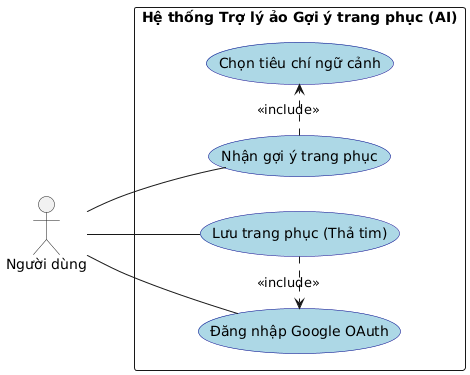 Hệ thống Trợ lý ảo Gợi ý trang phục (AI)
Chọn tiêu chí ngữ cảnh
«include»
Nhận gợi ý trang phục
Người dùng
Lưu trang phục (Thả tim)
«include»
Đăng nhập Google OAuth